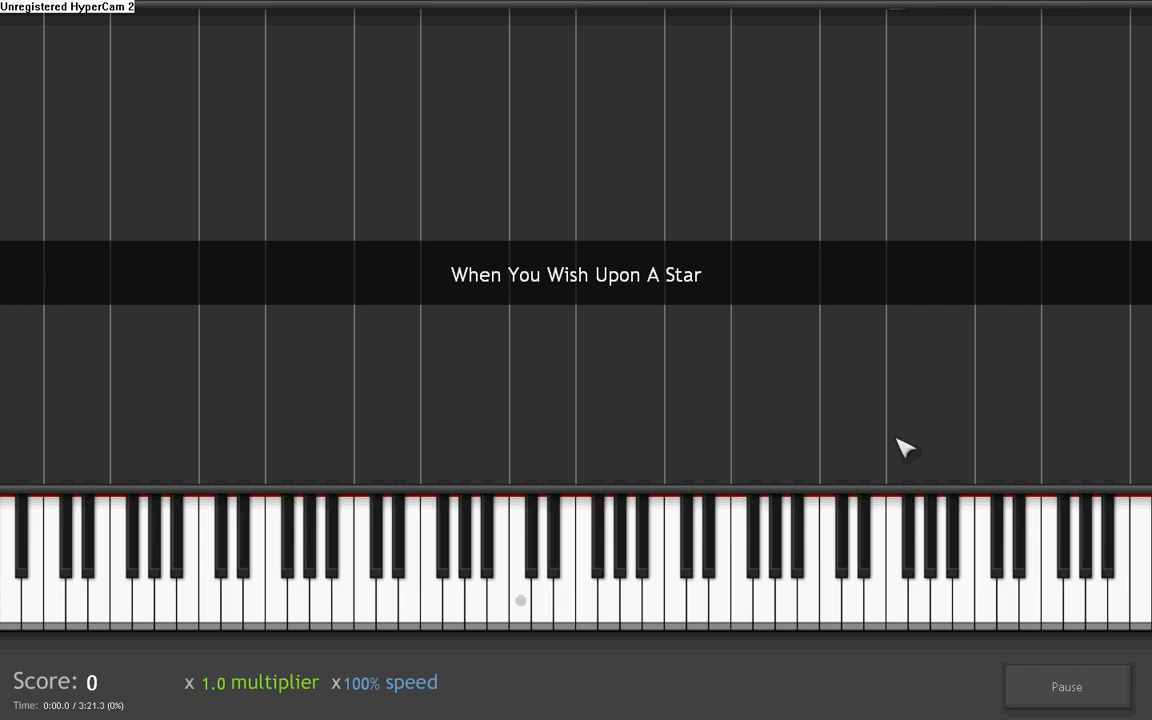 Unregistered HyperCam 2
When You Wish Upon A Star
Score: 0 x 1.0 multiplier x100% speed
Time: 0:00.0 / 3:21.3 (0%)
Pause